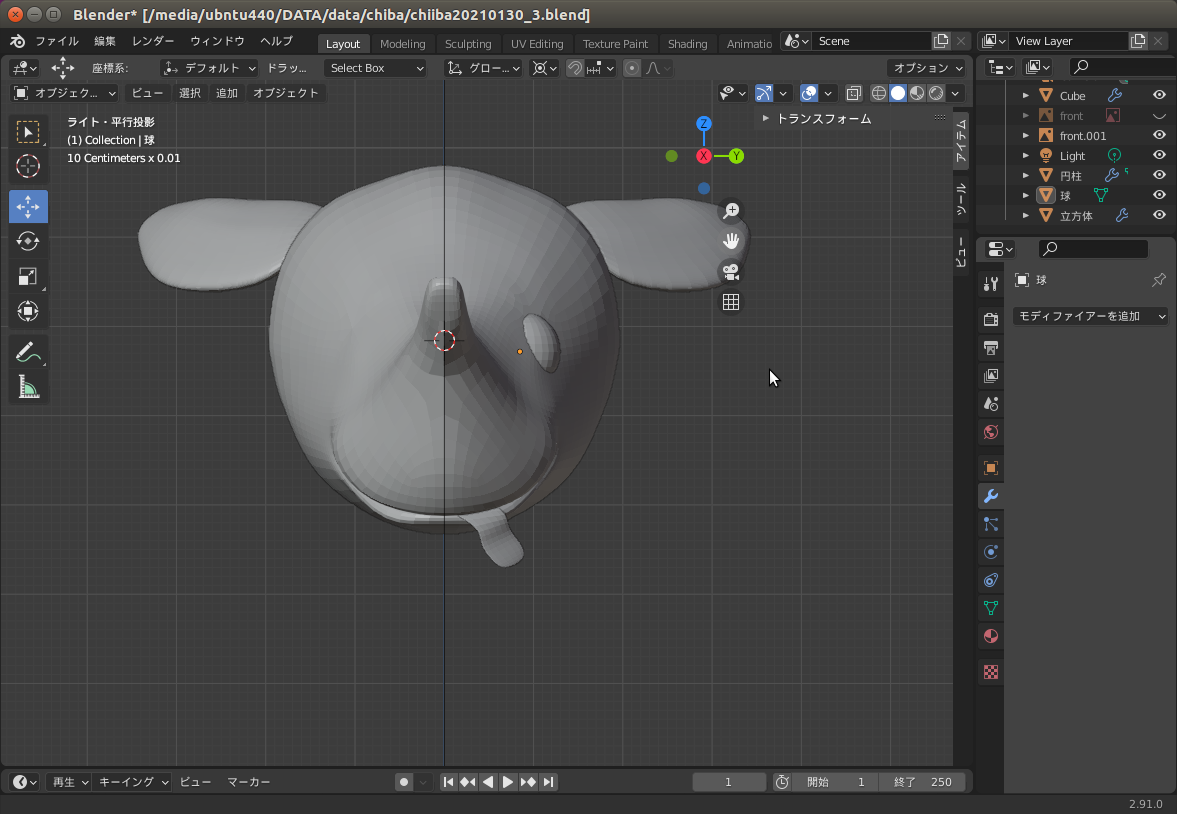 Blender* [/media/ubntu440/DATA/data/chiba/chiiba20210130_3.blend]
ファイル 編集 レンダー ウィンドウ ヘルプ Layout Modeling Sculpting UV Editing Texture Paint Shading Animatio Scene View Layer
座標系: デフォルト ドラッ... Select Box グロー... オプション
オブジェク... ビュー 選択 追加 オブジェクト
ライト・平行投影
(1) Collection | 球
10 Centimeters x 0.01
Z
X
Y
トランスフォーム
アイテム
ツール
ビュー
Cube
front
front.001
Light
円柱
5
球
立方体
球
モディファイアーを追加
再生 キーイング ビュー マーカー 1 開始 1 終了 250
2.91.0